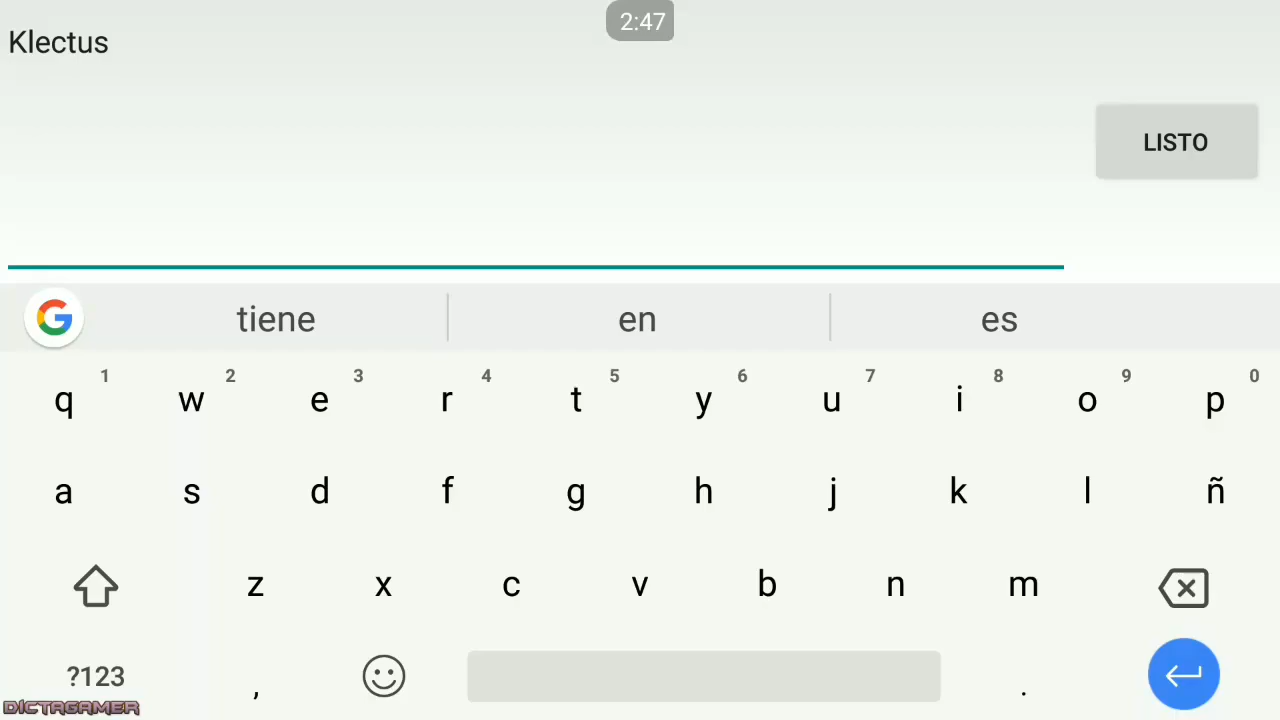 2:47
Klectus
LISTO
tiene en es
1 2 3 4 5 6 7 8 9 0
q w e r t y u i o p
a s d f g h j k l ñ
z x c v b n m
?123 , .
DICTAGAMER